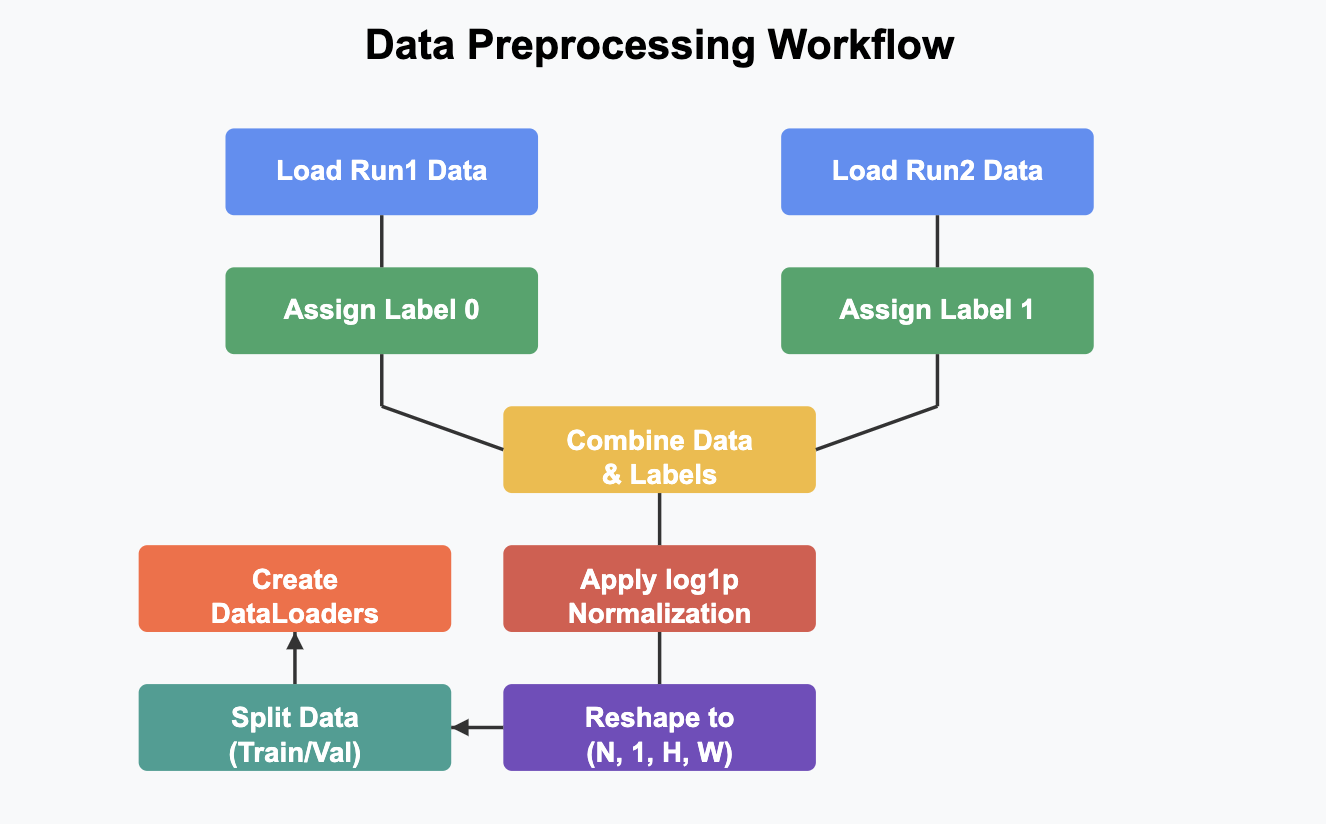 Data Preprocessing Workflow
Load Run1 Data
Load Run2 Data
Assign Label 0
Assign Label 1
Combine Data
& Labels
Create
DataLoaders
Apply log1p
Normalization
Split Data
(Train/Val)
Reshape to
(N, 1, H, W)